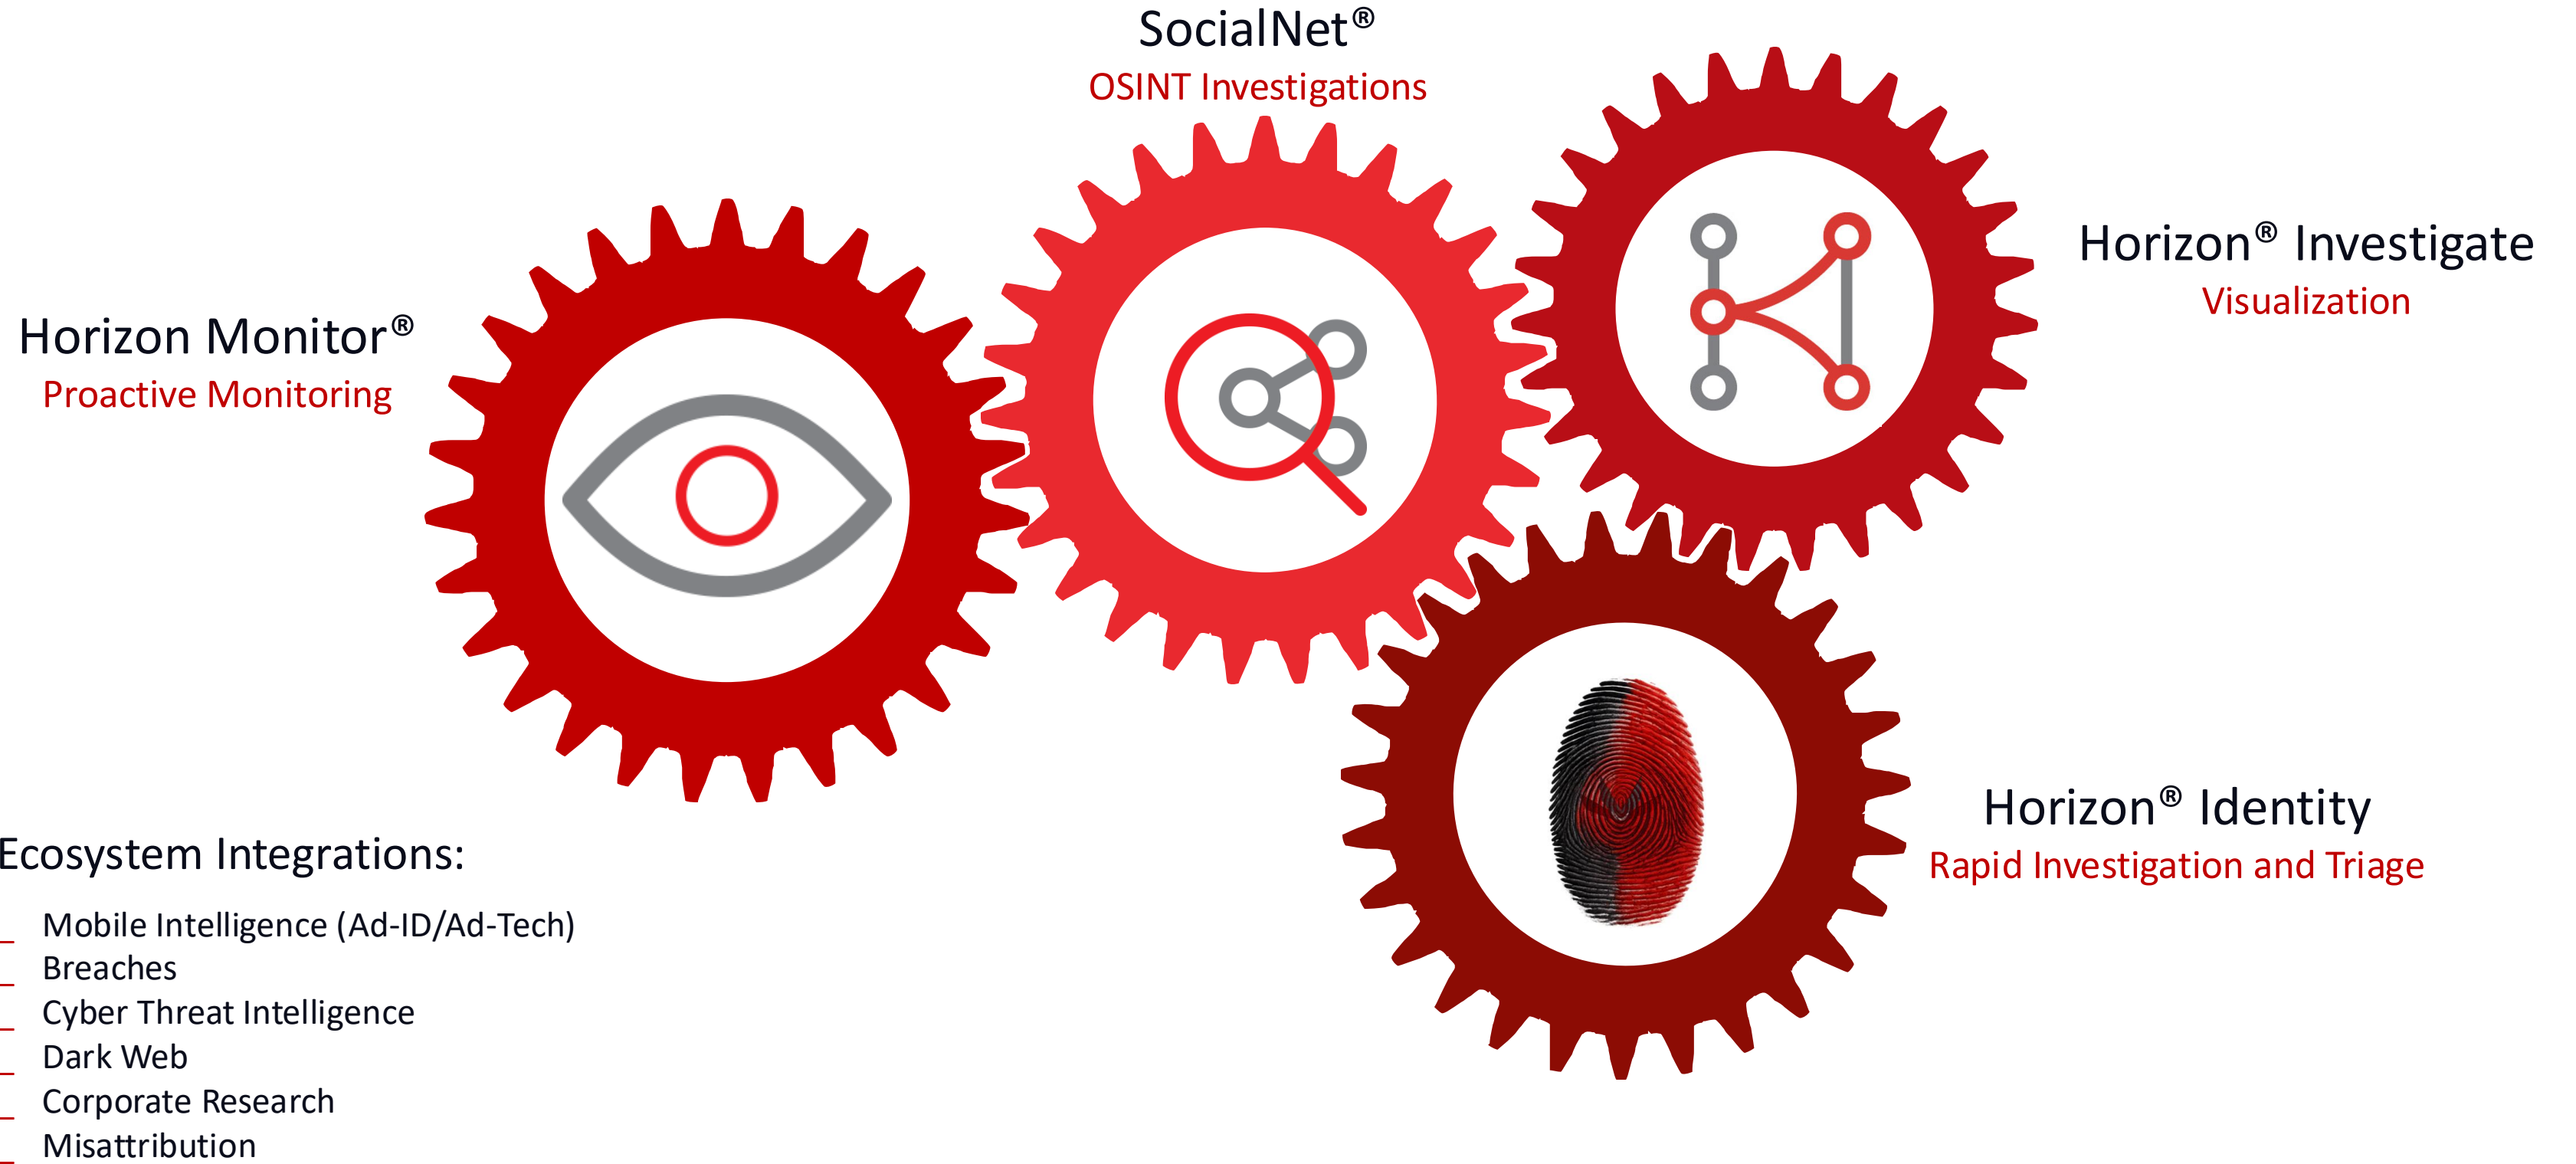 SocialNet®
OSINT Investigations
Horizon® Investigate
Visualization
Horizon Monitor®
Proactive Monitoring
Horizon® Identity
Rapid Investigation and Triage
Ecosystem Integrations:
Mobile Intelligence (Ad-ID/Ad-Tech)
Breaches
Cyber Threat Intelligence
Dark Web
Corporate Research
Misattribution